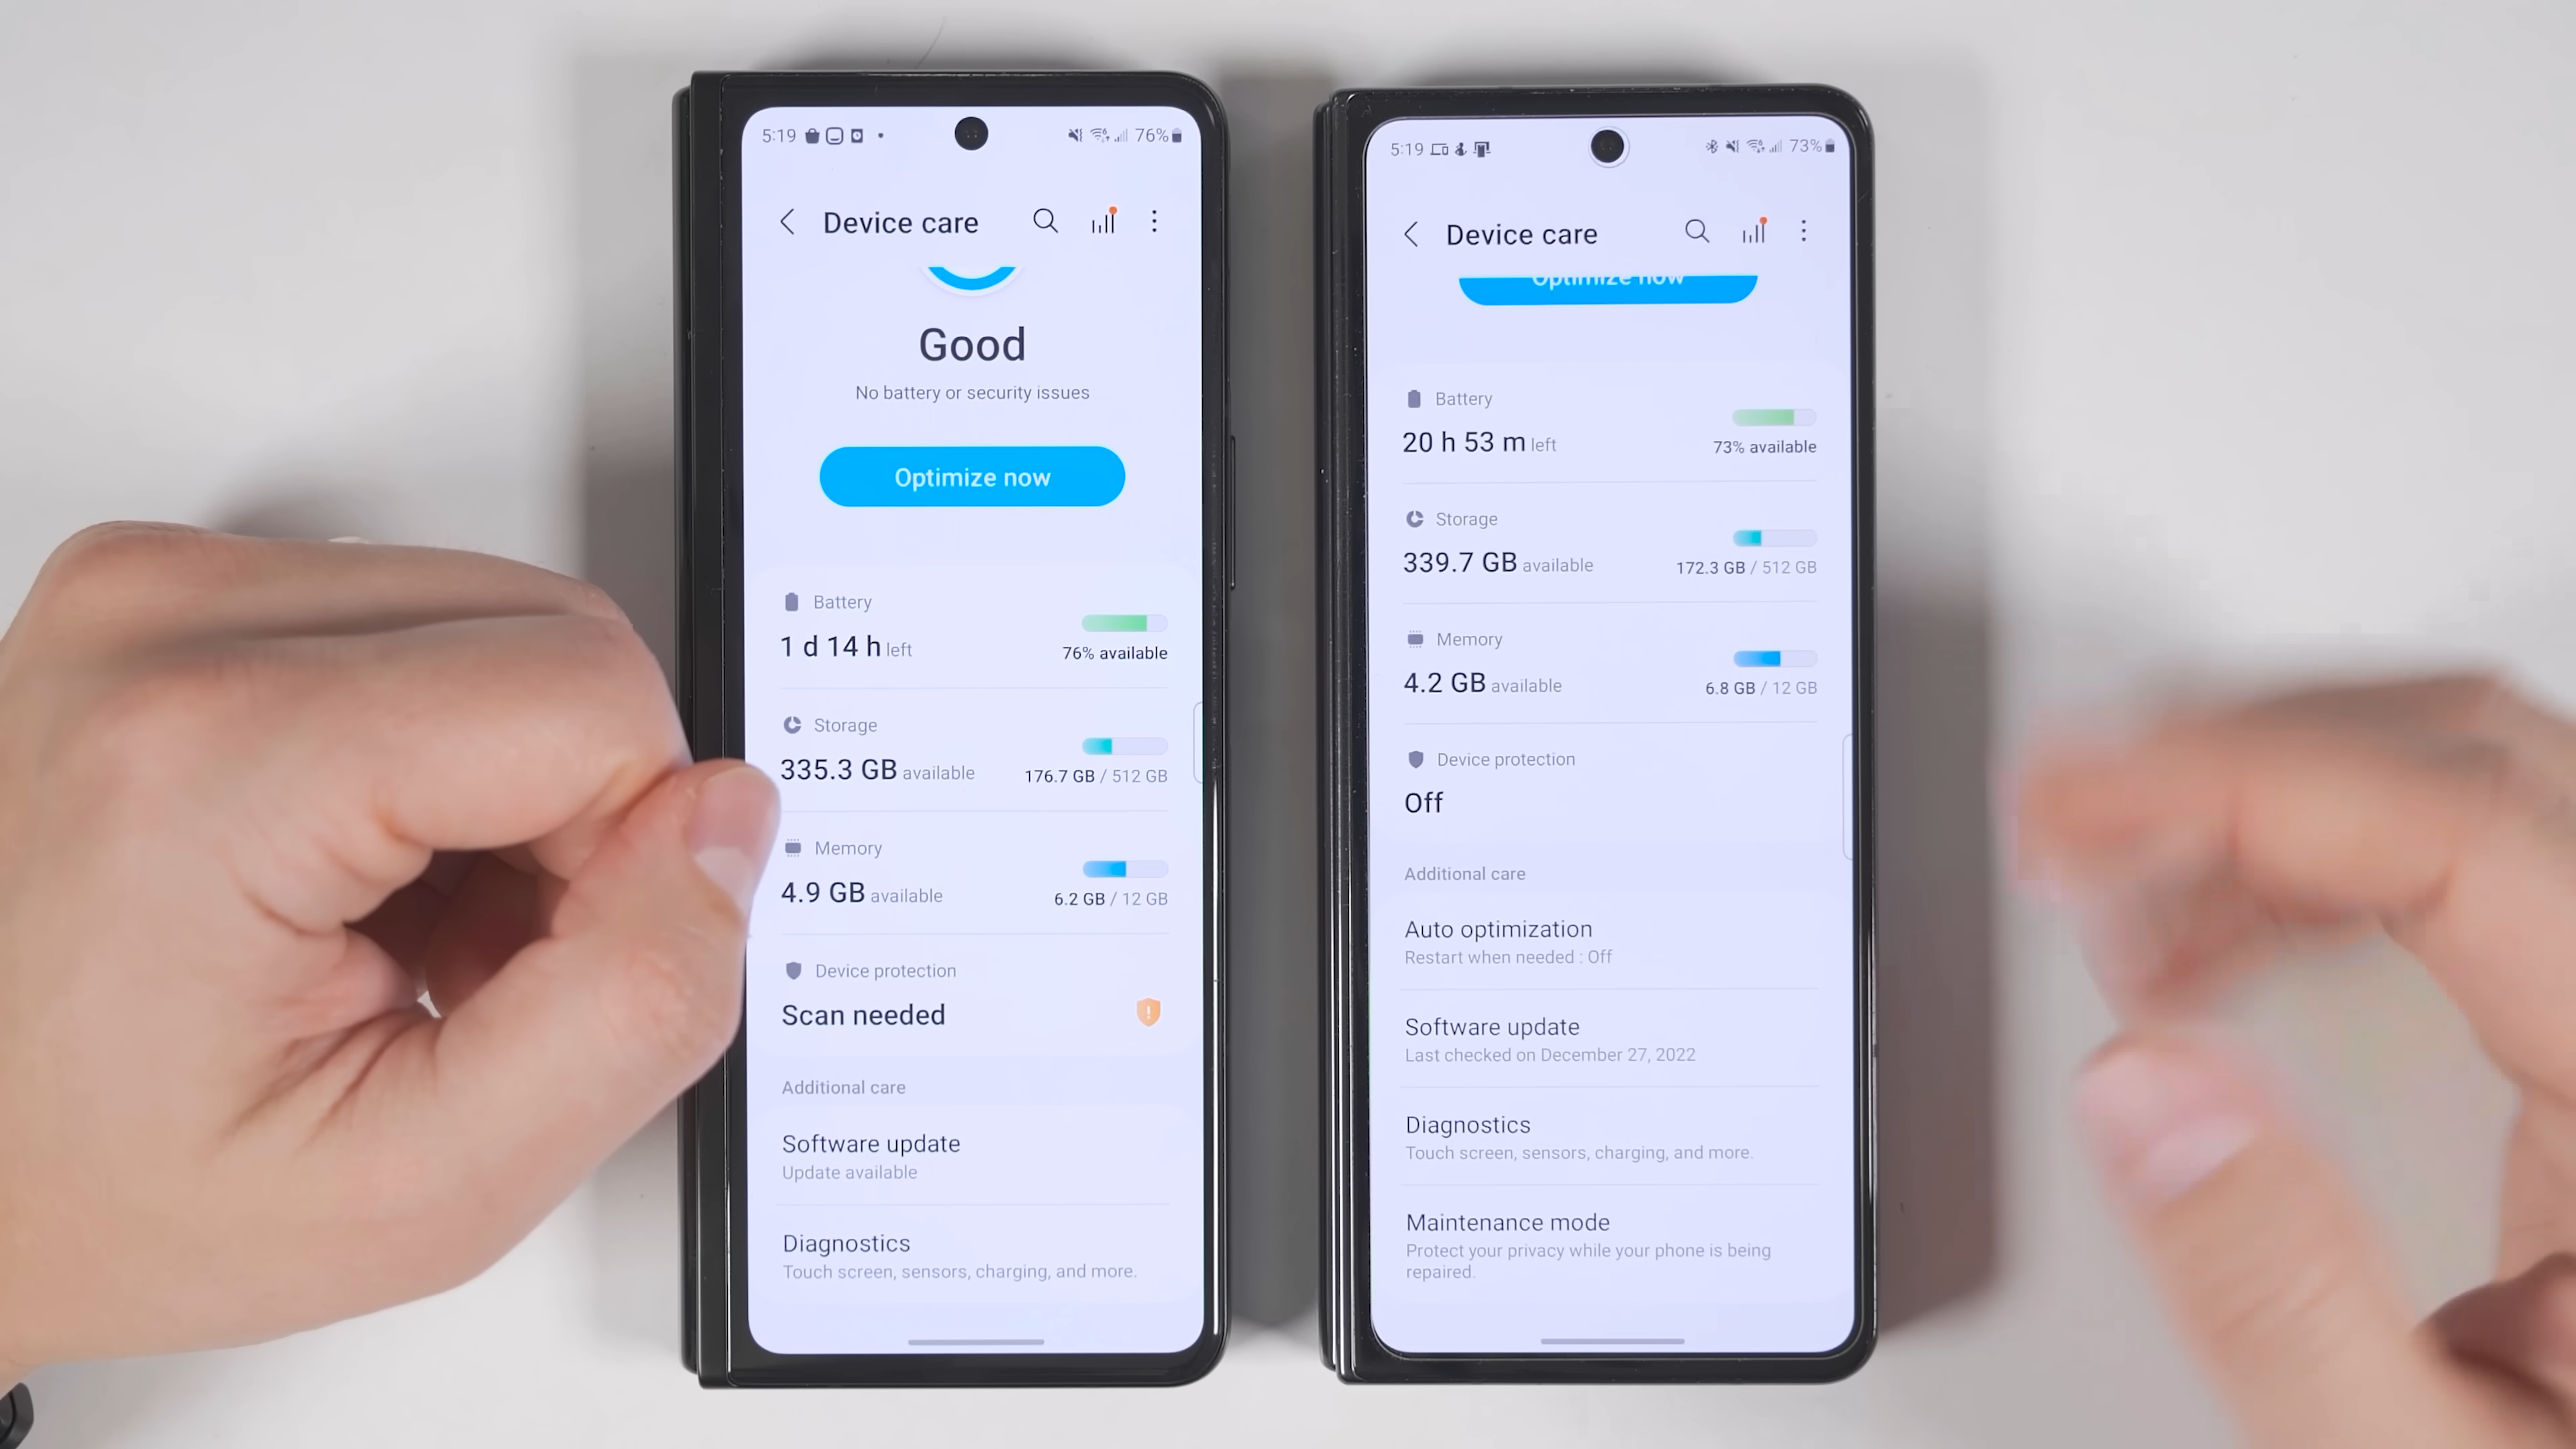 5:19
76%
Device care
Good
No battery or security issues
Optimize now
Battery
1 d 14 h left
76% available
Storage
335.3 GB available
176.7 GB / 512 GB
Memory
4.9 GB available
6.2 GB / 12 GB
Device protection
Scan needed
Additional care
Software update
Update available
Diagnostics
Touch screen, sensors, charging, and more.
5:19
73%
Device care
Optimize now
Battery
20 h 53 m left
73% available
Storage
339.7 GB available
172.3 GB / 512 GB
Memory
4.2 GB available
6.8 GB / 12 GB
Device protection
Off
Additional care
Auto optimization
Restart when needed : Off
Software update
Last checked on December 27, 2022
Diagnostics
Touch screen, sensors, charging, and more.
Maintenance mode
Protect your privacy while your phone is being
repaired.